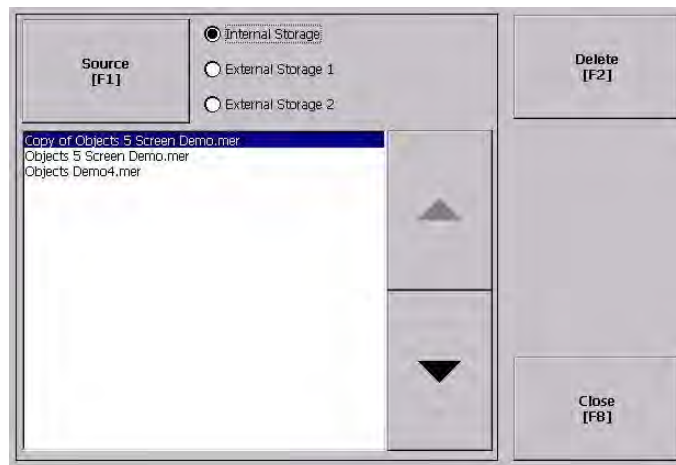 Source
[F1]
Internal Storage
External Storage 1
External Storage 2
Delete
[F2]
Copy of Objects 5 Screen Demo.mer
Objects 5 Screen Demo.mer
Objects Demo4.mer
Close
[F8]